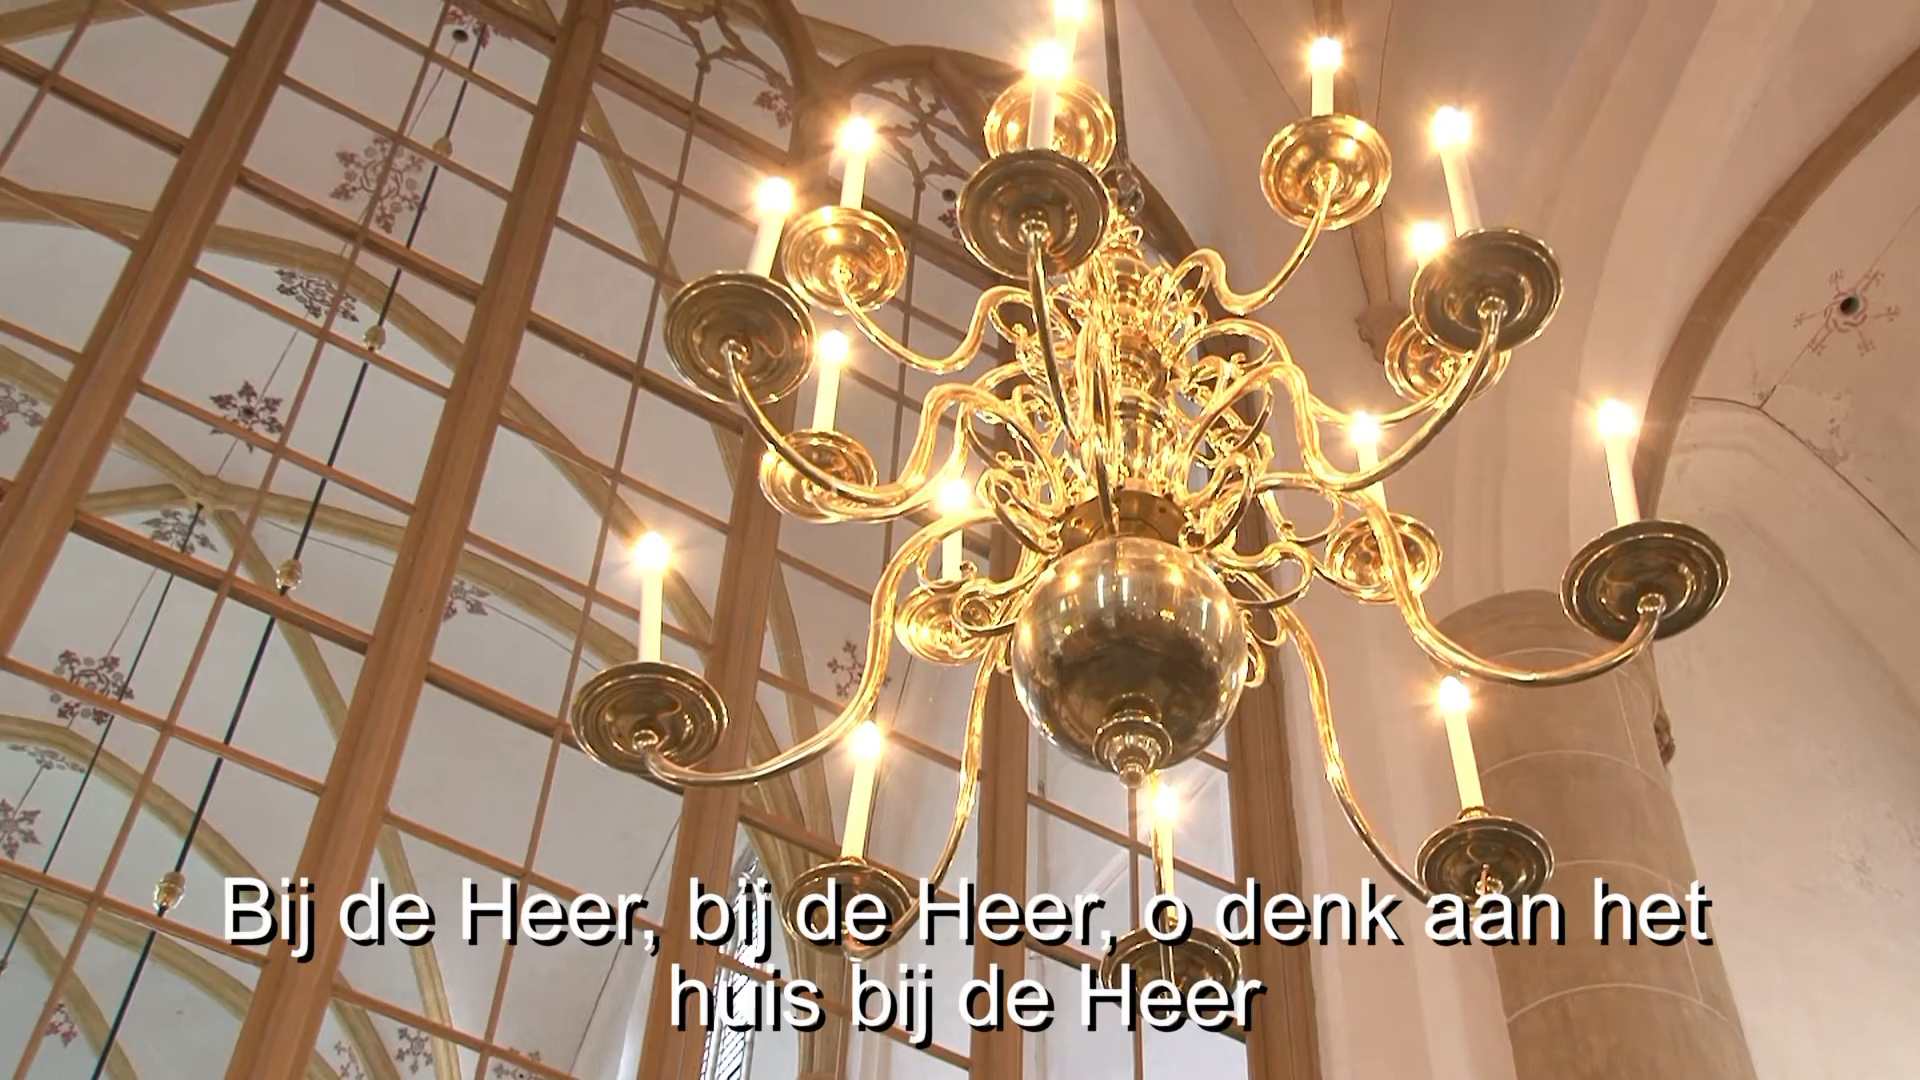 Bij de Heer, bij de Heer, o denk aan het
huis bij de Heer